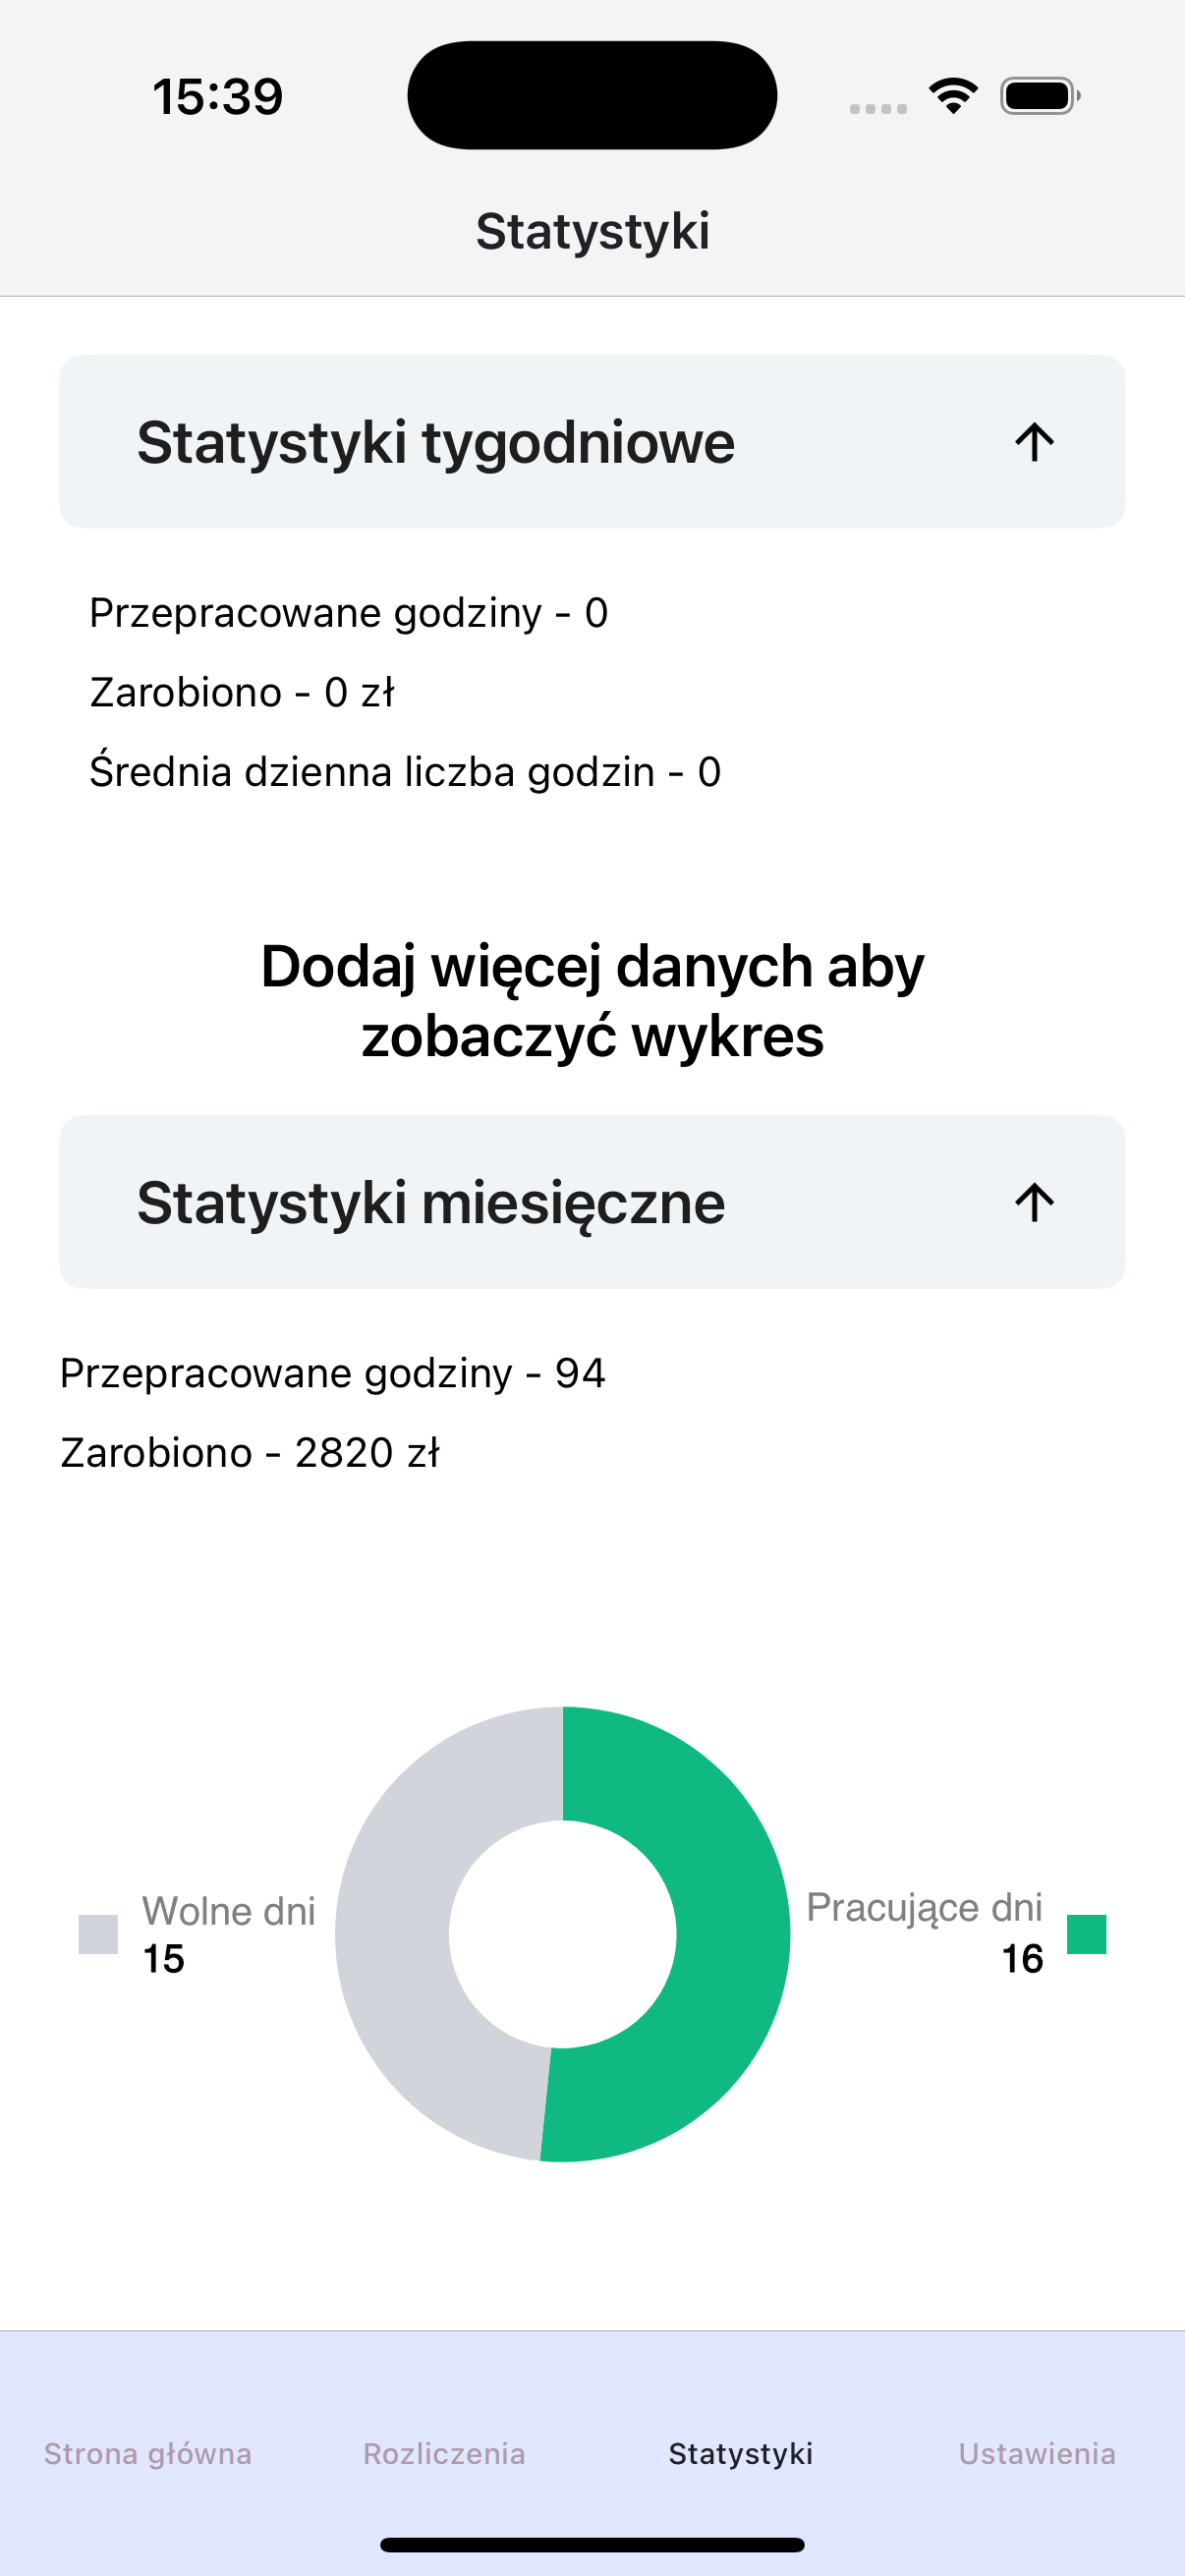 15:39
Statystyki
Statystyki tygodniowe
Przepracowane godziny - 0
Zarobiono - 0 zł
Średnia dzienna liczba godzin - 0
Dodaj więcej danych aby
zobaczyć wykres
Statystyki miesięczne
Przepracowane godziny - 94
Zarobiono - 2820 zł
Wolne dni
15
Pracujące dni
16
Strona główna
Rozliczenia
Statystyki
Ustawienia